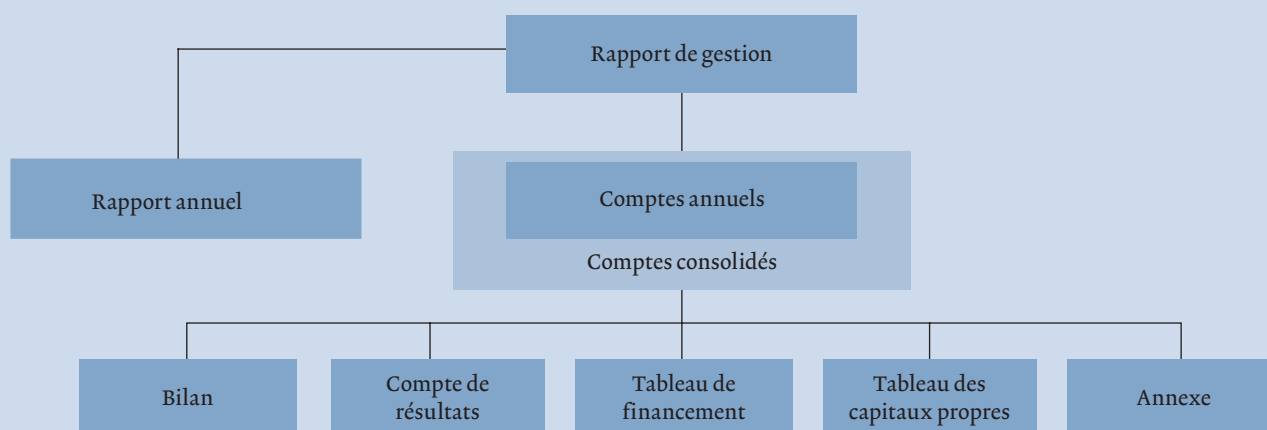 Rapport de gestion
Rapport annuel
Comptes annuels
Comptes consolidés
Bilan
Compte de
résultats
Tableau de
financement
Tableau des
capitaux propres
Annexe